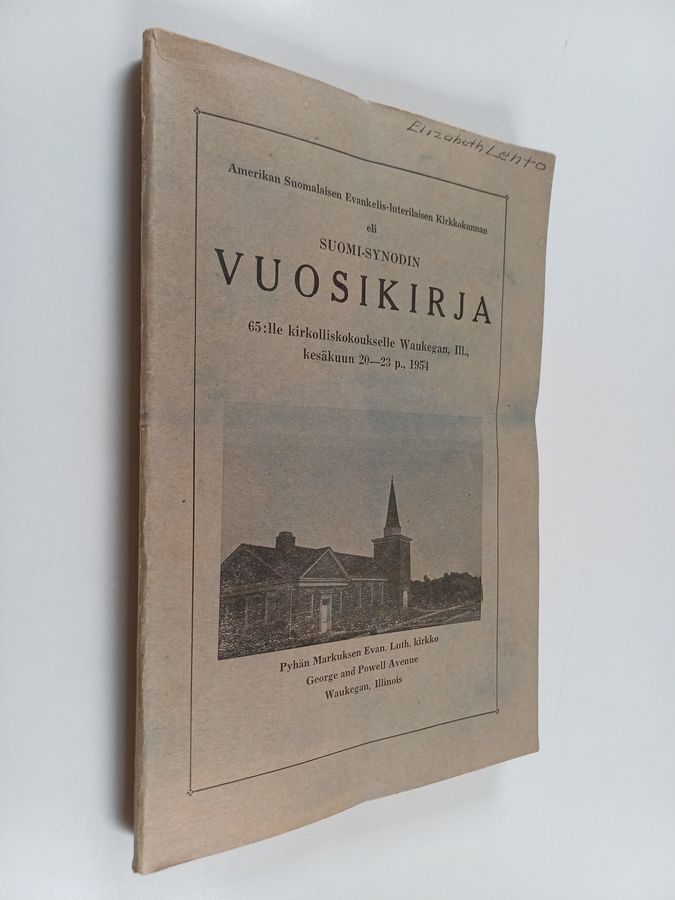 Elizabeth Lehto
Amerikan Suomalaisen Evankelis-luterilaisen Kirkkokunnan
eli
SUOMI-SYNODIN
VUOSIKIRJA
65:lle kirkolliskokoukselle Waukegan, Ill.,
kesäkuun 20—23 p., 1954
Pyhän Markuksen Evan. Luth. kirkko
George and Powell Avenue
Waukegan, Illinois